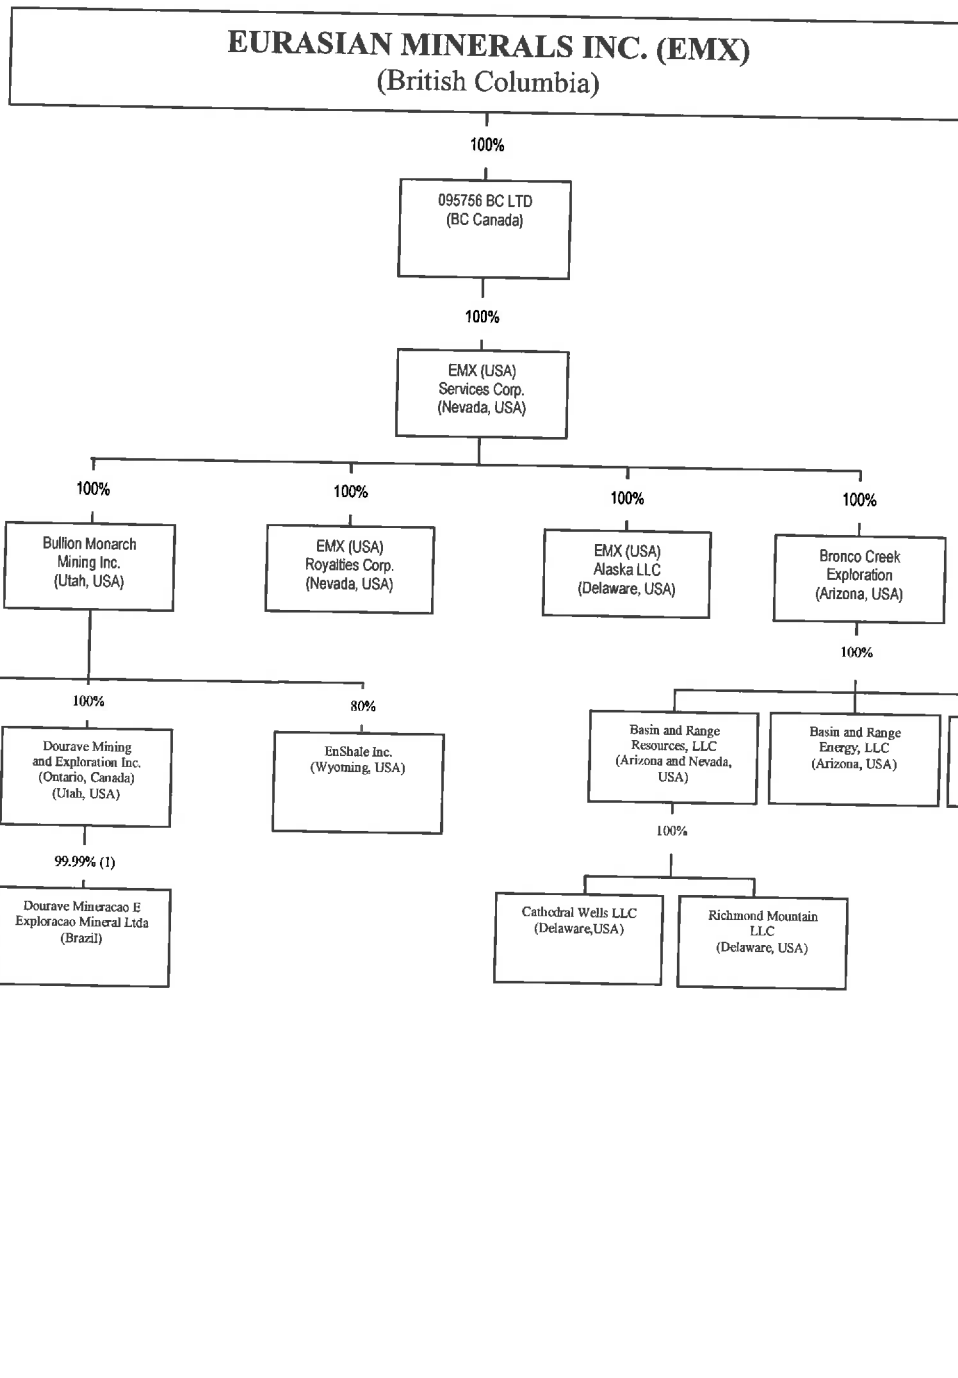 EURASIAN MINERALS INC. (EMX)
(British Columbia)
100%
095756 BC LTD
(BC Canada)
100%
EMX (USA)
Services Corp.
(Nevada, USA)
100%
100%
100%
100%
Bullion Monarch
Mining Inc.
(Utah, USA)
EMX (USA)
Royalties Corp.
(Nevada, USA)
EMX (USA)
Alaska LLC
(Delaware, USA)
Bronco Creek
Exploration
(Arizona, USA)
100%
100%
80%
Dourave Mining
and Exploration Inc.
(Ontario, Canada)
(Utah, USA)
EnShale Inc.
(Wyoming, USA)
Basin and Range
Resources, LLC
(Arizona and Nevada,
USA)
Basin and Range
Energy, LLC
(Arizona, USA)
99.99% (1)
100%
Dourave Mineracao E
Exploracao Mineral Ltda
(Brazil)
Cathedral Wells LLC
(Delaware,USA)
Richmond Mountain
LLC
(Delaware, USA)